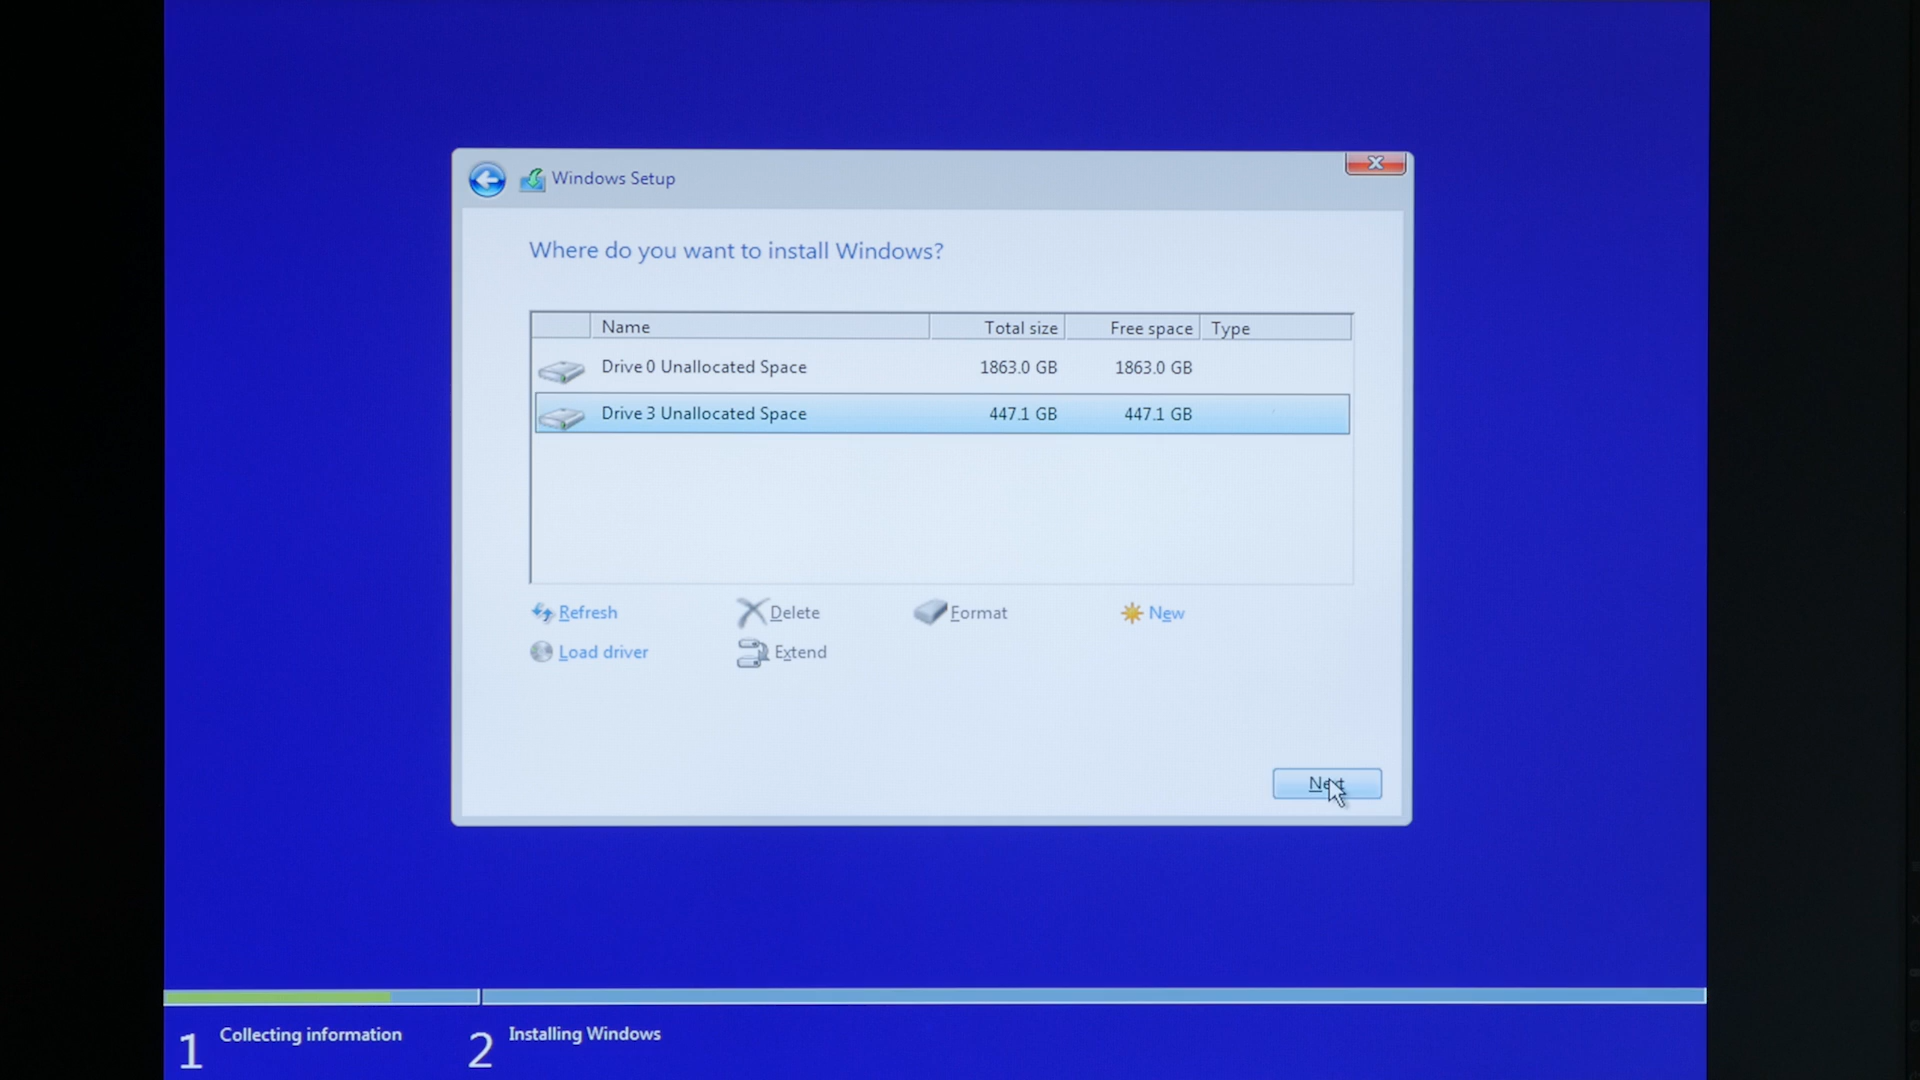 Windows Setup
Where do you want to install Windows?
Name Total size Free space Type
Drive 0 Unallocated Space 1863.0 GB 1863.0 GB
Drive 3 Unallocated Space 447.1 GB 447.1 GB
Refresh Delete Format New
Load driver Extend
Next
1 Collecting information 2 Installing Windows